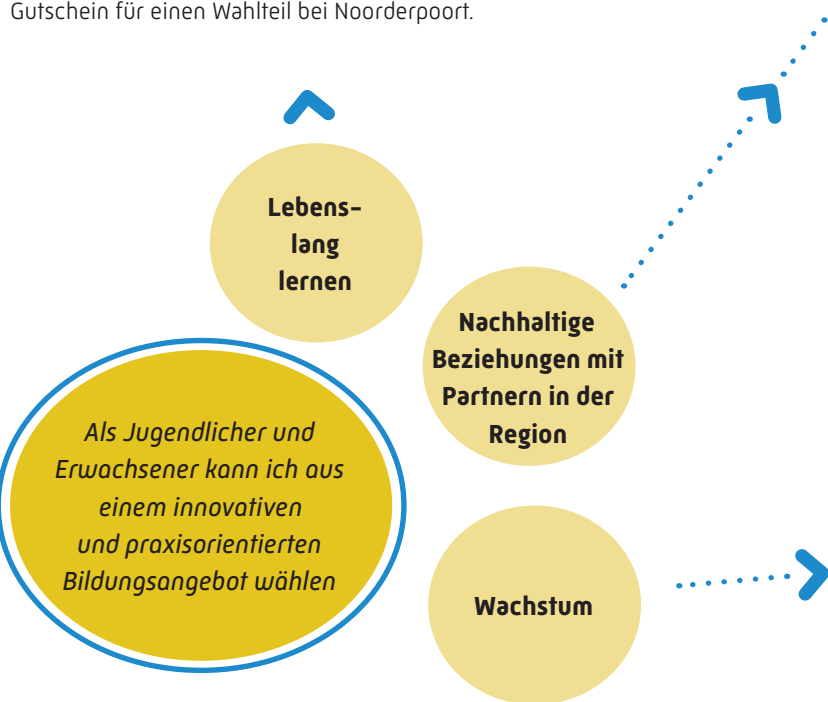 Gutschein für einen Wahlteil bei Noorderpoort.
Lebens-
lang
lernen
Nachhaltige
Beziehungen mit
Partnern in der
Region
Als Jugendlicher und
Erwachsener kann ich aus
einem innovativen
und praxisorientierten
Bildungsangebot wählen
Wachstum